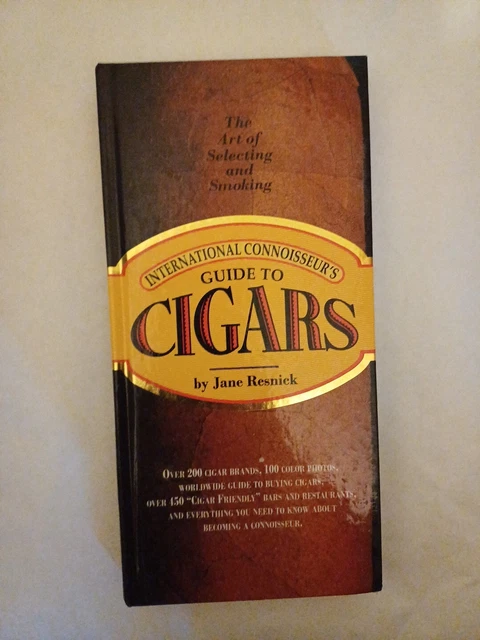 The
Art of
Selecting
and
Smoking
INTERNATIONAL CONNOISSEUR'S
GUIDE TO
CIGARS
by Jane Resnick
OVER 200 CIGAR BRANDS, 100 COLOR PHOTOS,
WORLDWIDE GUIDE TO BUYING CIGARS,
OVER 450 "CIGAR FRIENDLY" BARS AND RESTAURANTS,
AND EVERYTHING YOU NEED TO KNOW ABOUT
BECOMING A CONNOISSEUR.